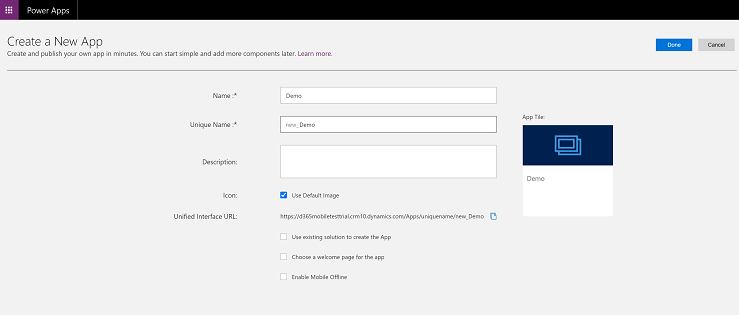 Power Apps
Create a New App
Create and publish your own app in minutes. You can start simple and add more components later. Learn more.
Done
Cancel
Name :*
Demo
Unique Name :*
new_Demo
Description:
Icon:
Use Default Image
Unified Interface URL:
https://d365mobiletesttrial.crm10.dynamics.com/Apps/uniquename/new_Demo
Use existing solution to create the App
Choose a welcome page for the app
Enable Mobile Offline
App Tile:
Demo